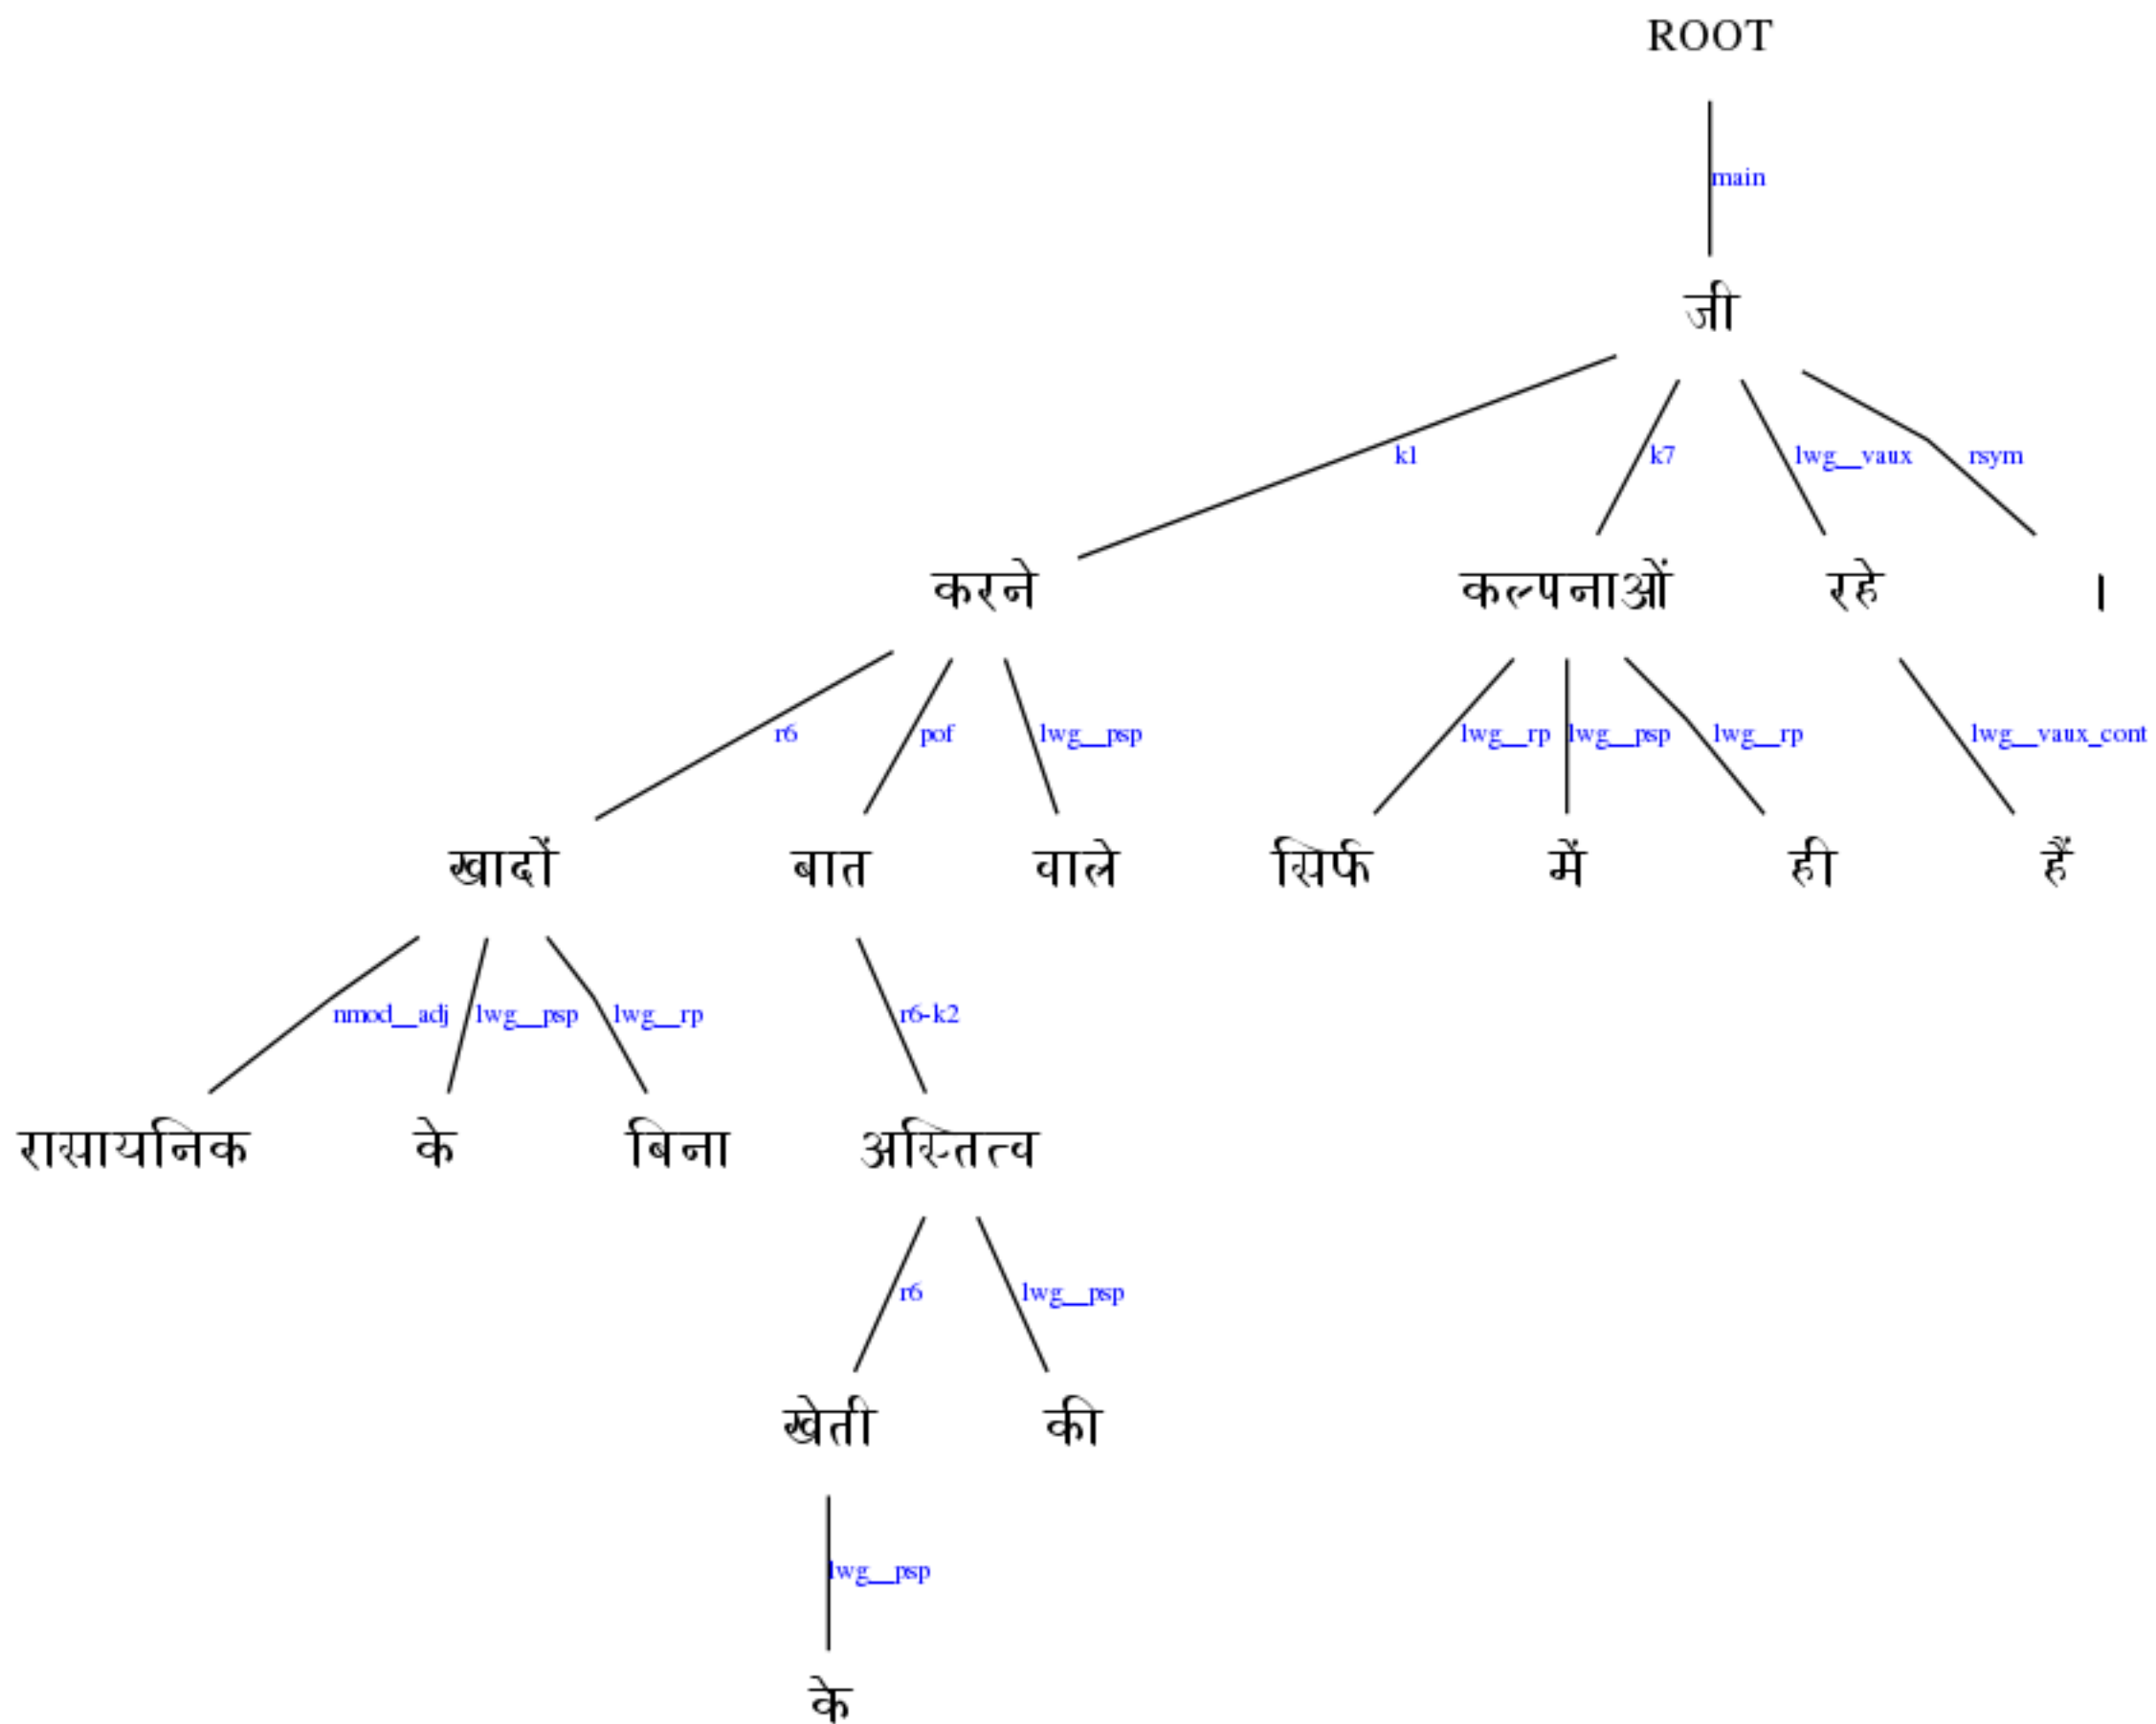 ROOT
main
जी
k1 k7 lwg__vaux rsym
करने कल्पनाओं रहे ।
r6 pof lwg__psp lwg__rp lwg__psp lwg__rp lwg__vaux_cont
खादों बात वाले सिर्फ में ही हैं
nmod__adj lwg__psp lwg__rp r6-k2
रासायनिक के बिना अस्तित्व
r6 lwg__psp
खेती की
lwg__psp
के